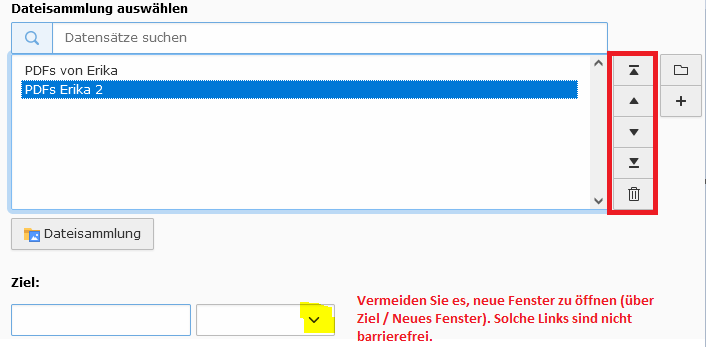 Dateisammlung auswählen
Datensätze suchen
PDFs von Erika
PDFs Erika 2
Dateisammlung
Ziel:
Vermeiden Sie es, neue Fenster zu öffnen (über
Ziel / Neues Fenster). Solche Links sind nicht
barrierefrei.